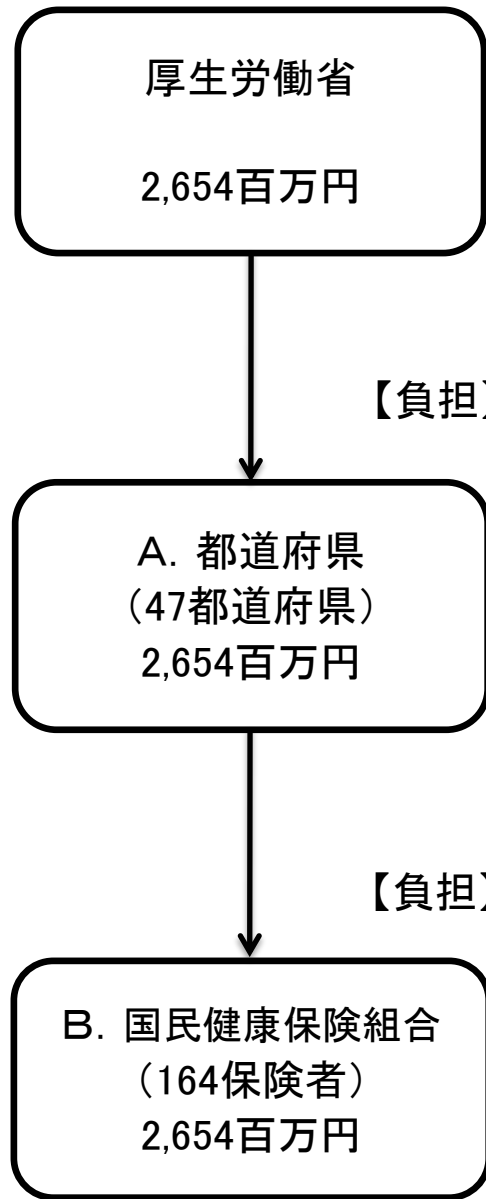 厚生労働省
2,654百万円
【負担】
A．都道府県
（47都道府県）
2,654百万円
【負担】
B．国民健康保険組合
（164保険者）
2,654百万円